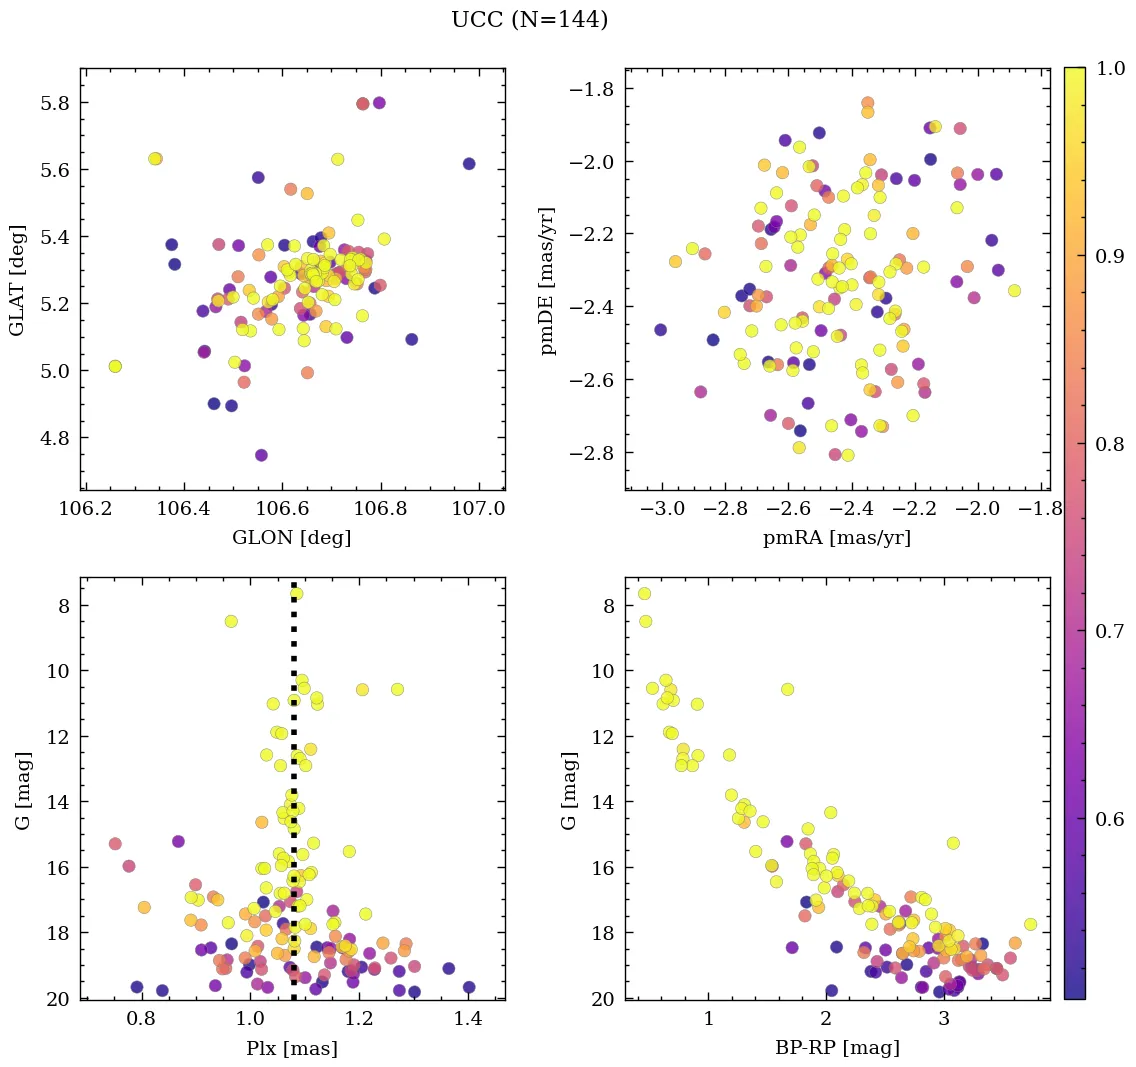 UCC (N=144)
5.8
5.6
5.4
5.2
5.0
4.8
GLAT [deg]
106.2 106.4 106.6 106.8 107.0
GLON [deg]
−1.8
−2.0
−2.2
−2.4
−2.6
−2.8
pmDE [mas/yr]
−3.0 −2.8 −2.6 −2.4 −2.2 −2.0 −1.8
pmRA [mas/yr]
1.0
0.9
0.8
0.7
0.6
8
10
12
14
16
18
20
G [mag]
0.8 1.0 1.2 1.4
Plx [mas]
8
10
12
14
16
18
20
G [mag]
1 2 3
BP-RP [mag]